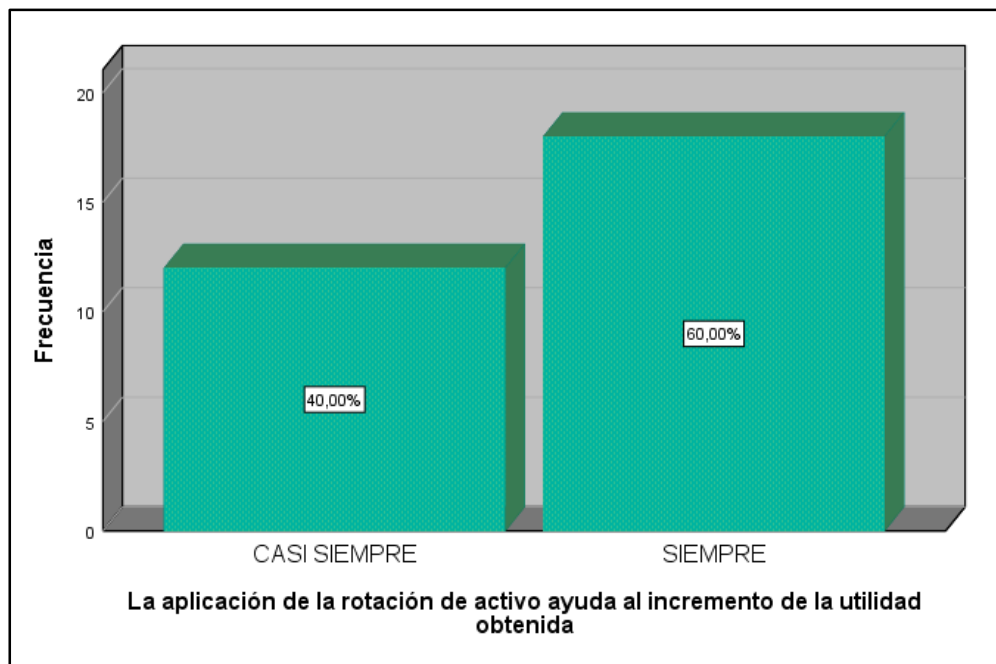 20
15
10
5
0
Frecuencia
40,00%
60,00%
CASI SIEMPRE
SIEMPRE
La aplicación de la rotación de activo ayuda al incremento de la utilidad
obtenida